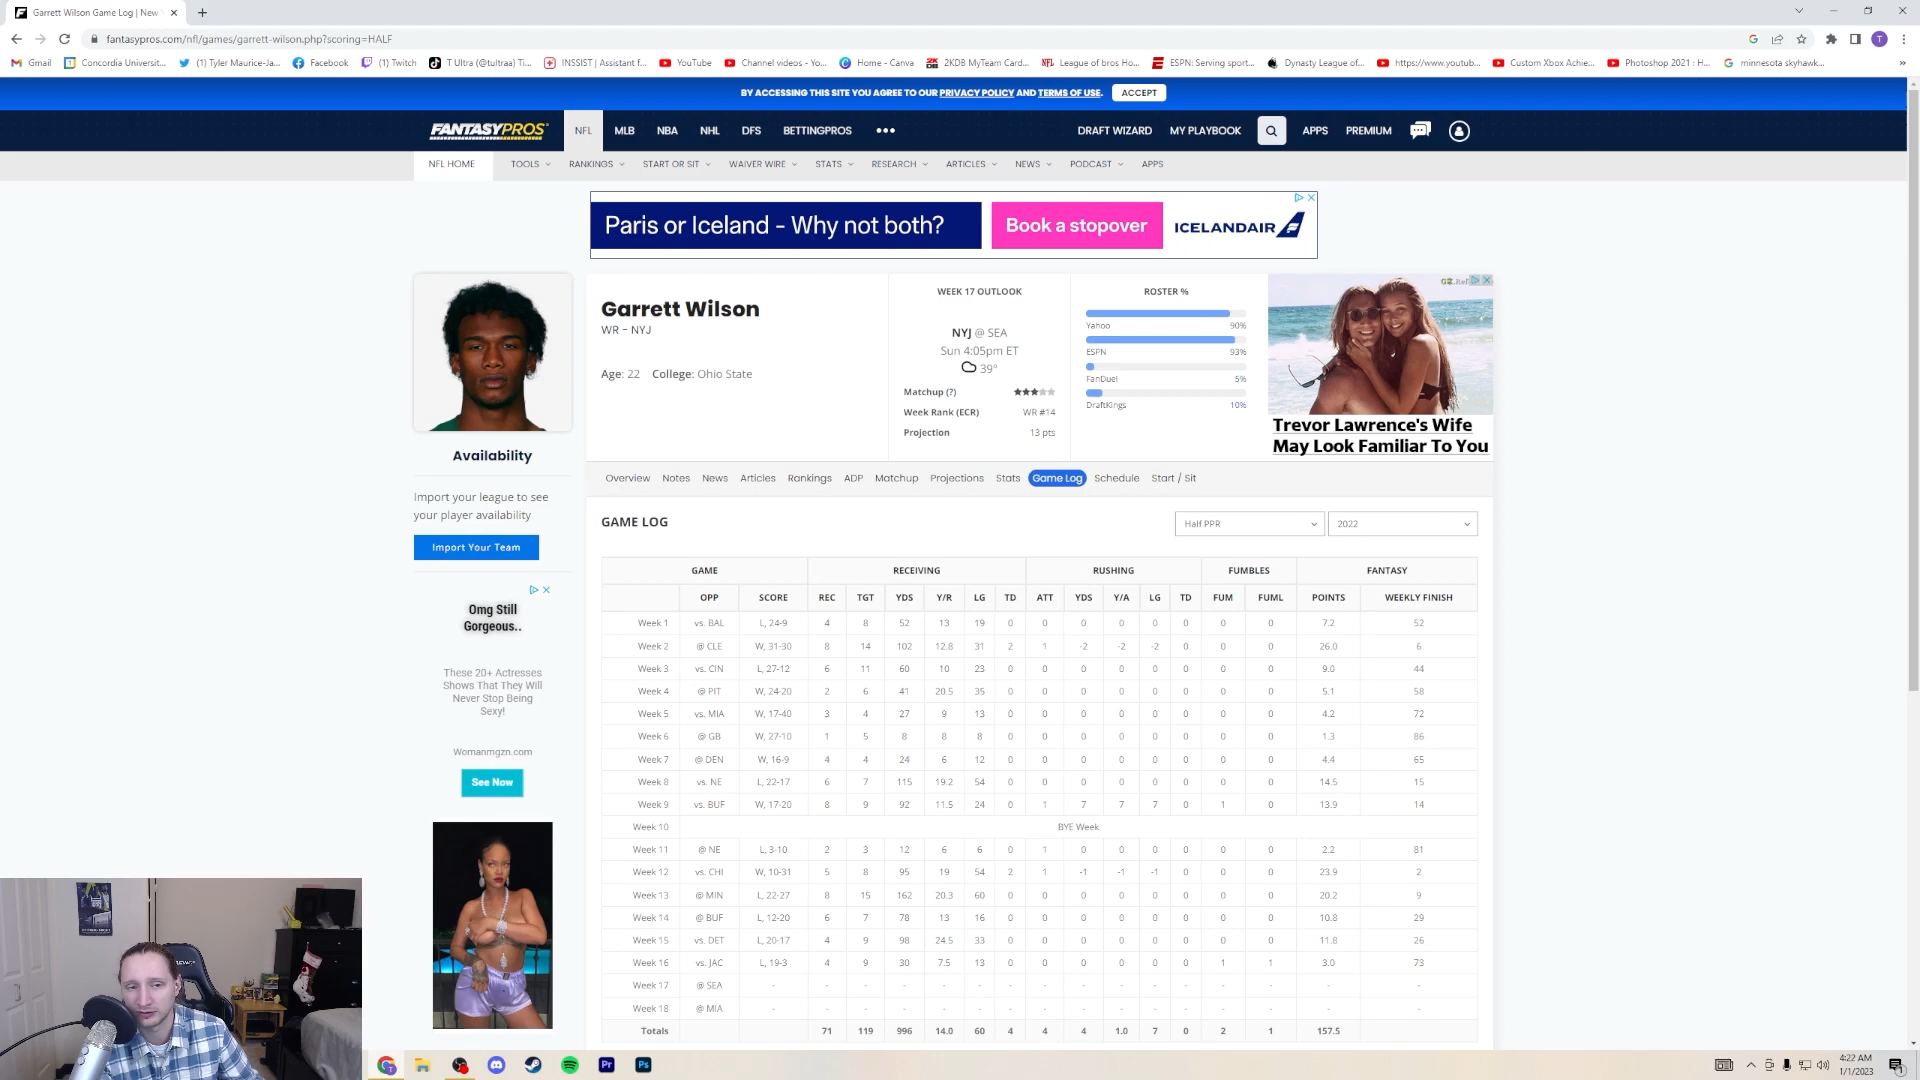 Garrett Wilson Game Log | New
fantasypros.com/nfl/games/garrett-wilson.php?scoring=HALF
Gmail
Concordia Universit...
(1) Tyler Maurice-Ja...
Facebook
(1) Twitch
T Ultra (@tultraa) Ti...
INSSIST | Assistant f...
YouTube
Channel videos - Yo...
Home - Canva
2KDB MyTeam Card...
League of bros Ho...
ESPN: Serving sport...
Dynasty League of...
https://www.youtub...
Custom Xbox Achie...
Photoshop 2021 : H...
minnesota skyhawk...
BY ACCESSING THIS SITE YOU AGREE TO OUR PRIVACY POLICY AND TERMS OF USE. ACCEPT
FANTASYPROS NFL MLB NBA NHL DFS BETTINGPROS ••• DRAFT WIZARD MY PLAYBOOK APPS PREMIUM
NFL HOME TOOLS RANKINGS START OR SIT WAIVER WIRE STATS RESEARCH ARTICLES NEWS PODCAST APPS
Paris or Iceland - Why not both? Book a stopover ICELANDAIR
Garrett Wilson
WR - NYJ
Age: 22 College: Ohio State
WEEK 17 OUTLOOK
NYJ @ SEA
Sun 4:05pm ET
39°
Matchup (?) ★★★★★
Week Rank (ECR) WR #14
Projection 13 pts
ROSTER %
Yahoo 90%
ESPN 93%
FanDuel 5%
DraftKings 10%
Trevor Lawrence's Wife
May Look Familiar To You
Availability
Import your league to see
your player availability
Import Your Team
Omg Still
Gorgeous..
These 20+ Actresses
Shows That They Will
Never Stop Being
Sexy!
Womanmgzn.com
See Now
Overview Notes News Articles Rankings ADP Matchup Projections Stats Game Log Schedule Start / Sit
GAME LOG Half PPR 2022
GAME RECEIVING RUSHING FUMBLES FANTASY
OPP SCORE REC TGT YDS Y/R LG TD ATT YDS Y/A LG TD FUM FUML POINTS WEEKLY FINISH
Week 1 vs. BAL L, 24-9 4 8 52 13 19 0 0 0 0 0 0 0 0 7.2 52
Week 2 @ CLE W, 31-30 8 14 102 12.8 31 2 1 -2 -2 -2 0 0 0 26.0 6
Week 3 vs. CIN L, 27-12 6 11 60 10 23 0 0 0 0 0 0 0 0 9.0 44
Week 4 @ PIT W, 24-20 2 6 41 20.5 35 0 0 0 0 0 0 0 0 5.1 58
Week 5 vs. MIA W, 17-40 3 4 27 9 13 0 0 0 0 0 0 0 0 4.2 72
Week 6 @ GB W, 27-10 1 5 8 8 8 0 0 0 0 0 0 0 0 1.3 86
Week 7 @ DEN W, 16-9 4 4 24 6 12 0 0 0 0 0 0 0 0 4.4 65
Week 8 vs. NE L, 22-17 6 7 115 19.2 54 0 0 0 0 0 0 0 0 14.5 15
Week 9 vs. BUF W, 17-20 8 9 92 11.5 24 0 1 7 7 7 0 1 0 13.9 14
Week 10 BYE Week
Week 11 @ NE L, 3-10 2 3 12 6 6 0 1 0 0 0 0 0 0 2.2 81
Week 12 vs. CHI W, 10-31 5 8 95 19 54 2 1 -1 -1 -1 0 0 0 23.9 2
Week 13 @ MIN L, 22-27 8 15 162 20.3 60 0 0 0 0 0 0 0 0 20.2 9
Week 14 @ BUF L, 12-20 6 7 78 13 16 0 0 0 0 0 0 0 0 10.8 29
Week 15 vs. DET L, 20-17 4 9 98 24.5 33 0 0 0 0 0 0 0 0 11.8 26
Week 16 vs. JAC L, 19-3 4 9 30 7.5 13 0 0 0 0 0 0 1 1 3.0 73
Week 17 @ SEA - - - - - - - - - - - - - - - -
Week 18 @ MIA - - - - - - - - - - - - - - - -
Totals 71 119 996 14.0 60 4 4 4 1.0 7 0 2 1 157.5
4:22 AM
1/1/2023